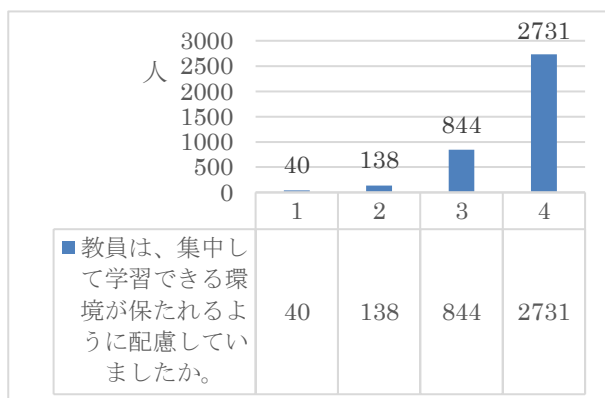 2731
3000
人 2500
2000
1500
844
1000
138
500
40
0
1 2 3 4
■教員は、集中し
て学習できる環
境が保たれるよ
うに配慮してい
ましたか。
40 138 844 2731